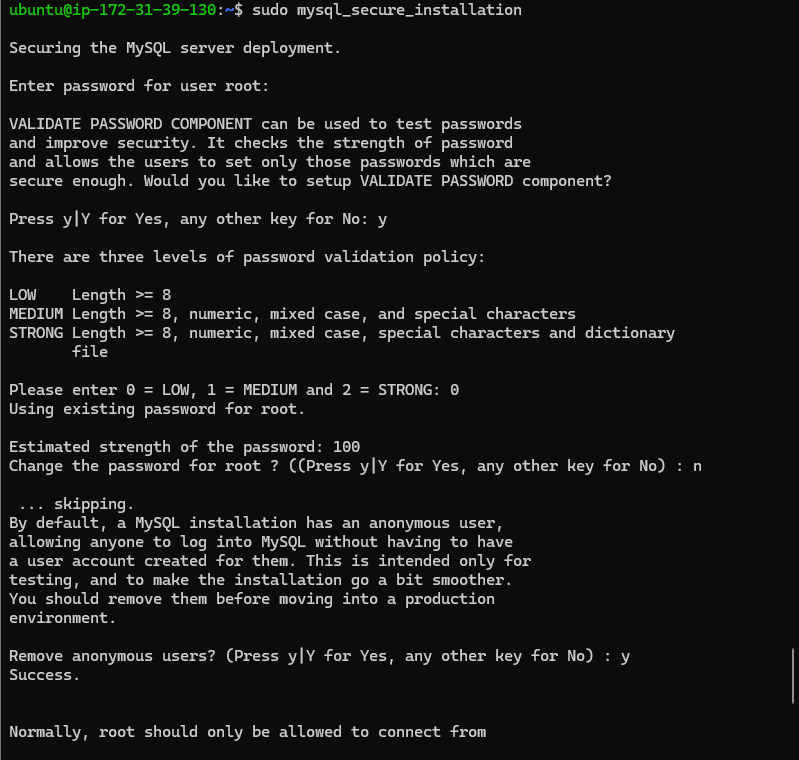 ubuntu@ip-172-31-39-130:~$ sudo mysql_secure_installation
Securing the MySQL server deployment.
Enter password for user root:
VALIDATE PASSWORD COMPONENT can be used to test passwords
and improve security. It checks the strength of password
and allows the users to set only those passwords which are
secure enough. Would you like to setup VALIDATE PASSWORD component?
Press y|Y for Yes, any other key for No: y
There are three levels of password validation policy:
LOW    Length >= 8
MEDIUM Length >= 8, numeric, mixed case, and special characters
STRONG Length >= 8, numeric, mixed case, special characters and dictionary
file
Please enter 0 = LOW, 1 = MEDIUM and 2 = STRONG: 0
Using existing password for root.
Estimated strength of the password: 100
Change the password for root ? ((Press y|Y for Yes, any other key for No) : n
... skipping.
By default, a MySQL installation has an anonymous user,
allowing anyone to log into MySQL without having to have
a user account created for them. This is intended only for
testing, and to make the installation go a bit smoother.
You should remove them before moving into a production
environment.
Remove anonymous users? (Press y|Y for Yes, any other key for No) : y
Success.
Normally, root should only be allowed to connect from